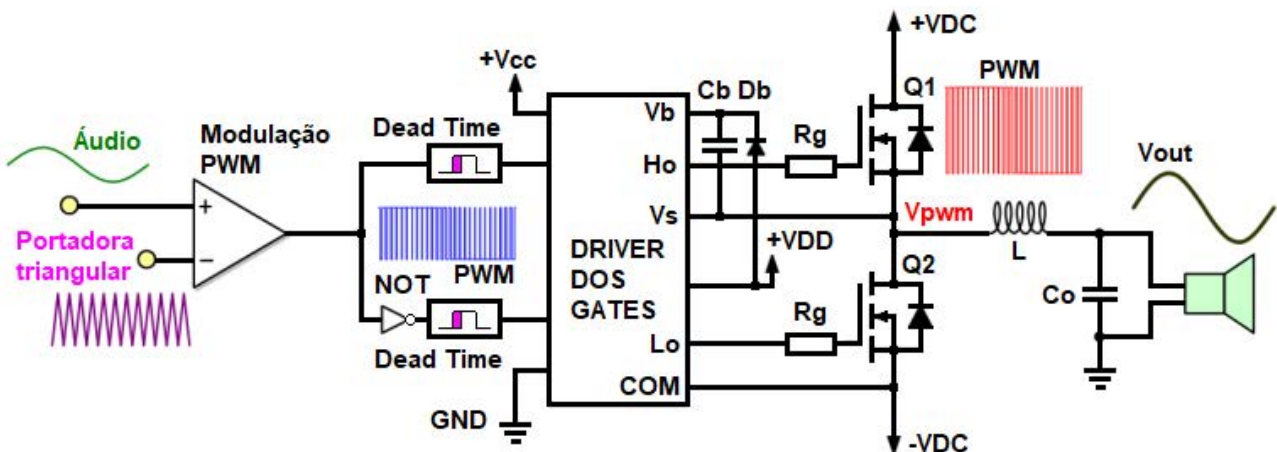 +VDC
PWM
+Vcc
Cb Db
Q1
Modulação
PWM
Áudio
Dead Time
Vb
Rg
Vout
Ho
+
Vs
Vpwm
Portadora
triangular
−
+VDD
DRIVER
DOS
GATES
PWM
L
NOT
Q2
Rg
Co
Lo
Dead Time
COM
GND
-VDC